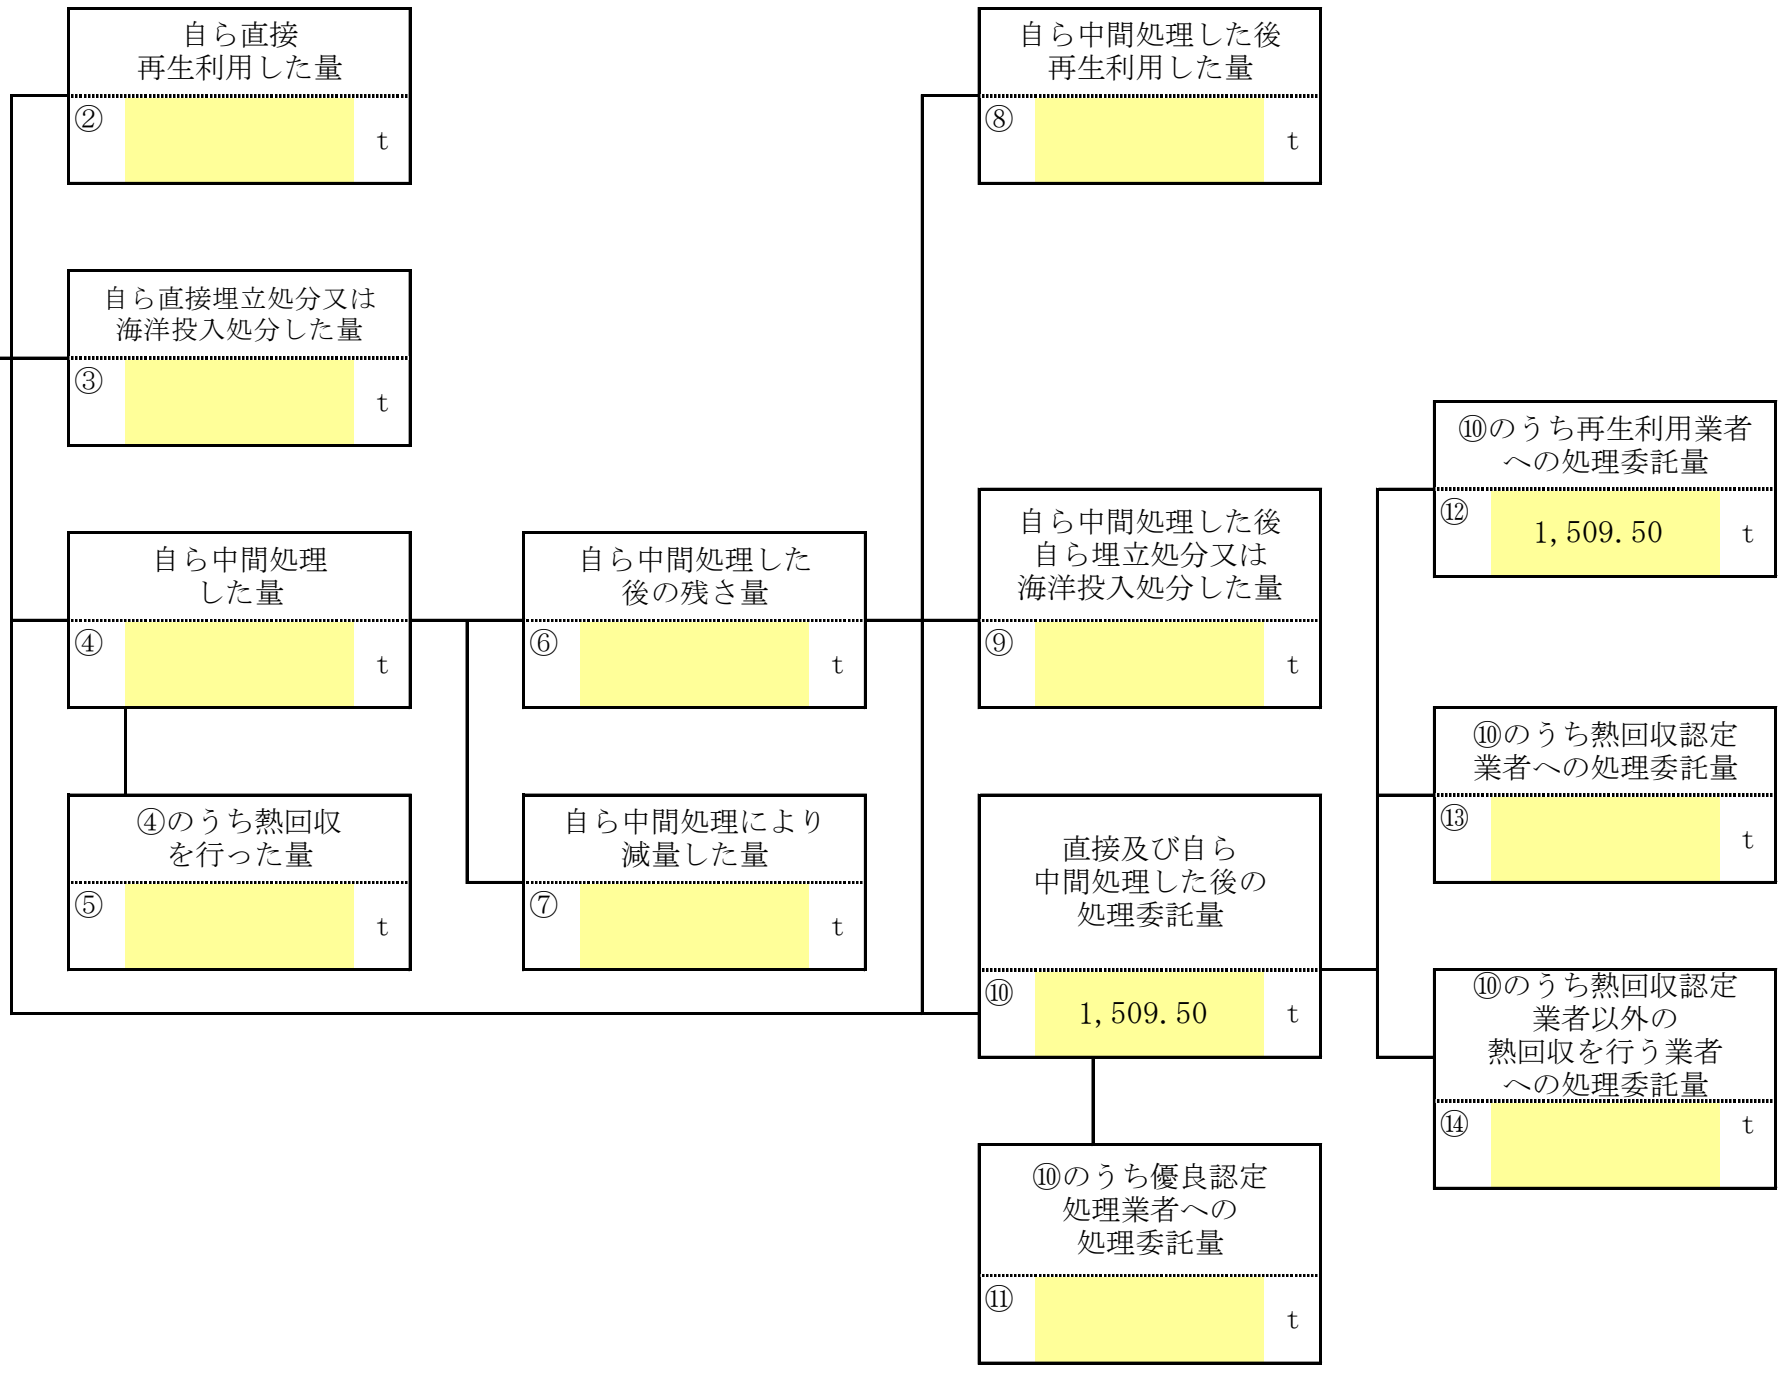 自ら直接
再生利用した量
②
t
自ら中間処理した後
再生利用した量
⑧
t
自ら直接埋立処分又は
海洋投入処分した量
③
t
⑩のうち再生利用業者
への処理委託量
⑫
1,509.50
t
自ら中間処理
した量
④
t
自ら中間処理した
後の残さ量
⑥
t
自ら中間処理した後
自ら埋立処分又は
海洋投入処分した量
⑨
t
⑩のうち熱回収認定
業者への処理委託量
⑬
t
④のうち熱回収
を行った量
⑤
t
自ら中間処理により
減量した量
⑦
t
直接及び自ら
中間処理した後の
処理委託量
⑩
1,509.50
t
⑩のうち熱回収認定
業者以外の
熱回収を行う業者
への処理委託量
⑭
t
⑩のうち優良認定
処理業者への
処理委託量
⑪
t